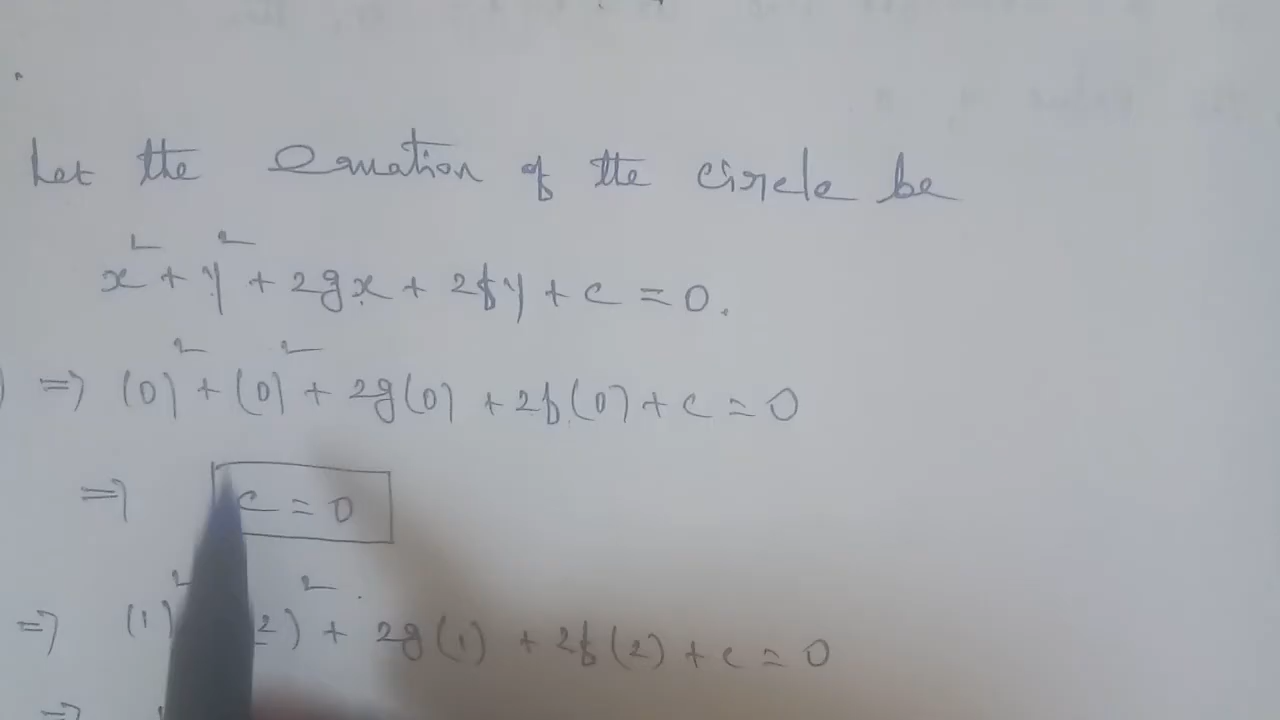 Let the Equation of the circle be
x² + y² + 2gx + 2fy + c = 0.
) => (0)² + (0)² + 2g(0) + 2f(0) + c = 0
=> c = 0
=> (1)² 2)² + 2g(1) + 2f(2) + c = 0
=>